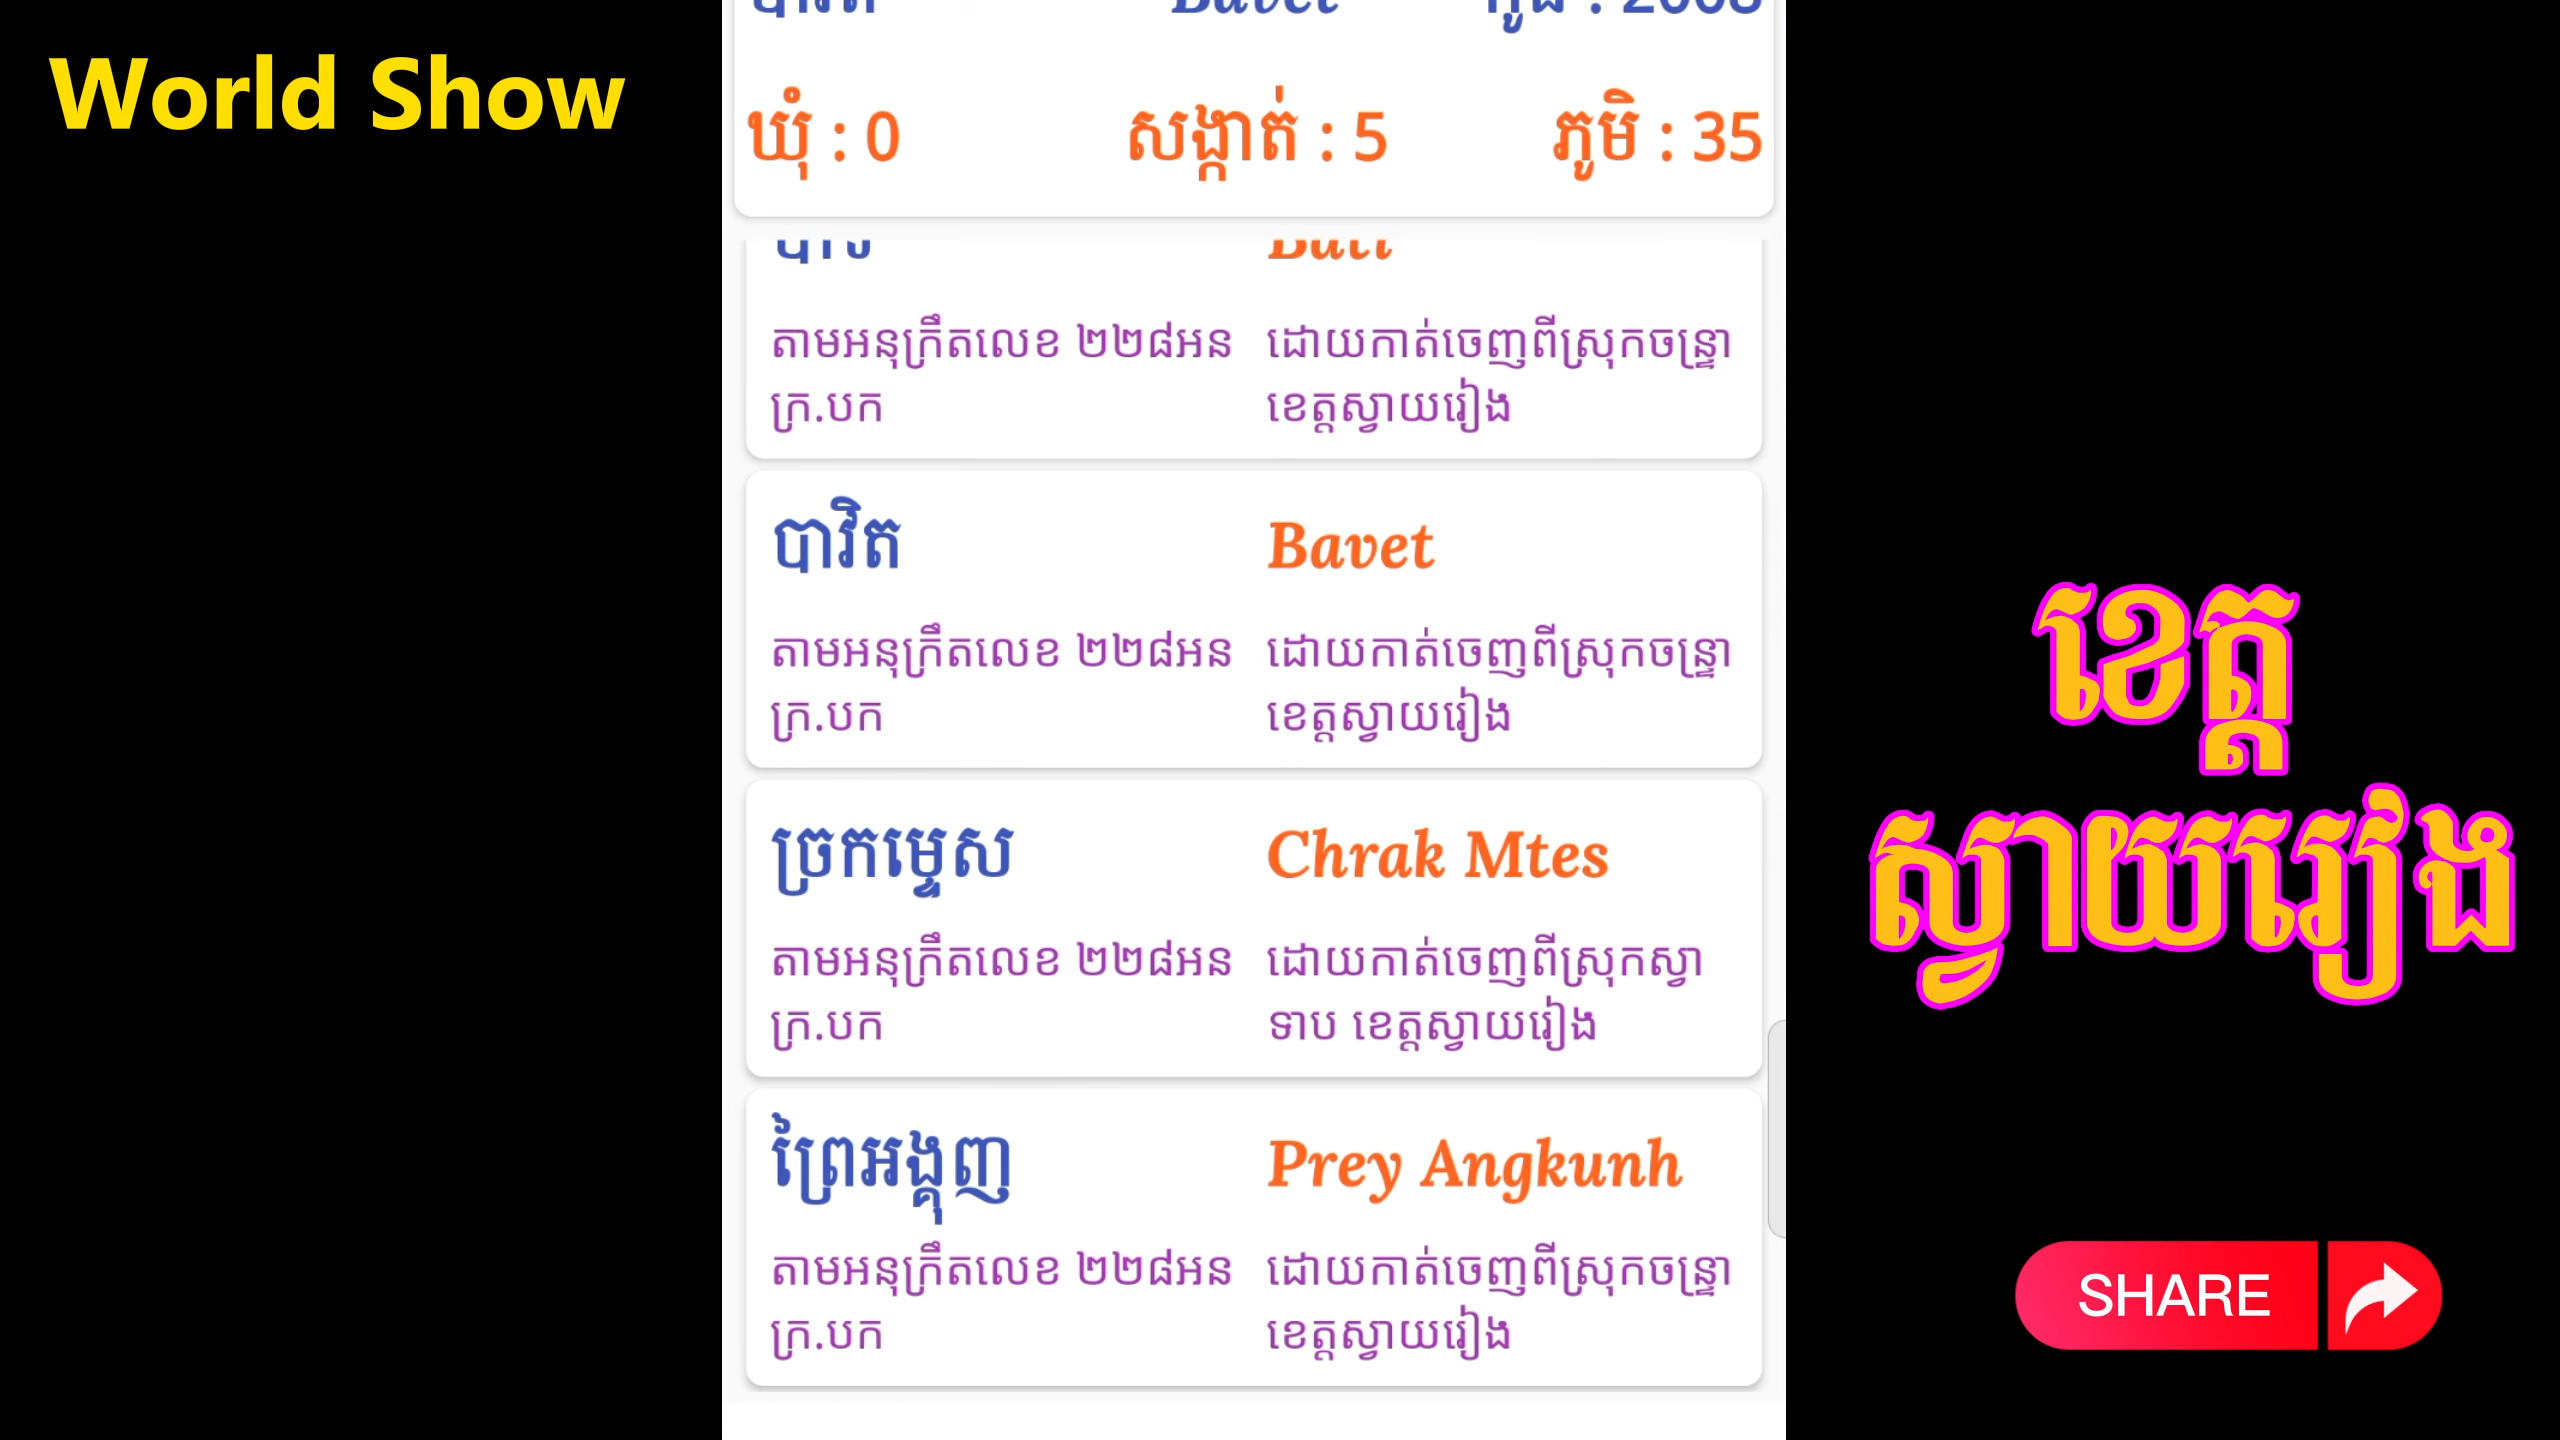 World Show
Bavet
ឃុំ : 0 សង្កាត់ : 5 ភូមិ : 35
តាមអនុក្រឹតលេខ ២២៨អន ដោយកាត់ចេញពីស្រុកចន្ទ្រា
ក្រ.បក ខេត្តស្វាយរៀង
បាវិត Bavet
តាមអនុក្រឹតលេខ ២២៨អន ដោយកាត់ចេញពីស្រុកចន្ទ្រា
ក្រ.បក ខេត្តស្វាយរៀង
ច្រកម្ទេស Chrak Mtes
តាមអនុក្រឹតលេខ ២២៨អន ដោយកាត់ចេញពីស្រុកស្វា
ក្រ.បក ទាប ខេត្តស្វាយរៀង
ព្រៃអង្គុញ Prey Angkunh
តាមអនុក្រឹតលេខ ២២៨អន ដោយកាត់ចេញពីស្រុកចន្ទ្រា
ក្រ.បក ខេត្តស្វាយរៀង
ខេត្ត
ស្វាយរៀង
SHARE